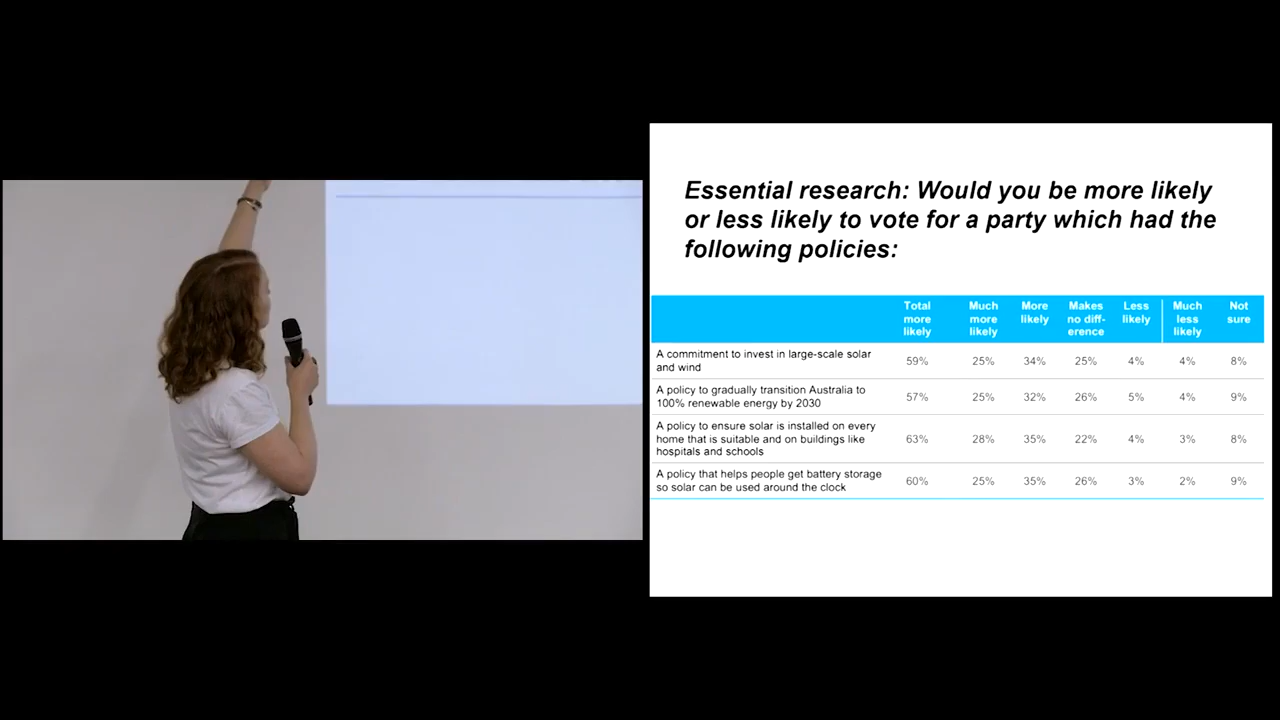 Essential research: Would you be more likely
or less likely to vote for a party which had the
following policies:
Total more likely Much more likely More likely Makes no diff-erence Less likely Much less likely Not sure
A commitment to invest in large-scale solar
and wind 59% 25% 34% 25% 4% 4% 8%
A policy to gradually transition Australia to
100% renewable energy by 2030 57% 25% 32% 26% 5% 4% 9%
A policy to ensure solar is installed on every
home that is suitable and on buildings like
hospitals and schools 63% 28% 35% 22% 4% 3% 8%
A policy that helps people get battery storage
so solar can be used around the clock 60% 25% 35% 26% 3% 2% 9%